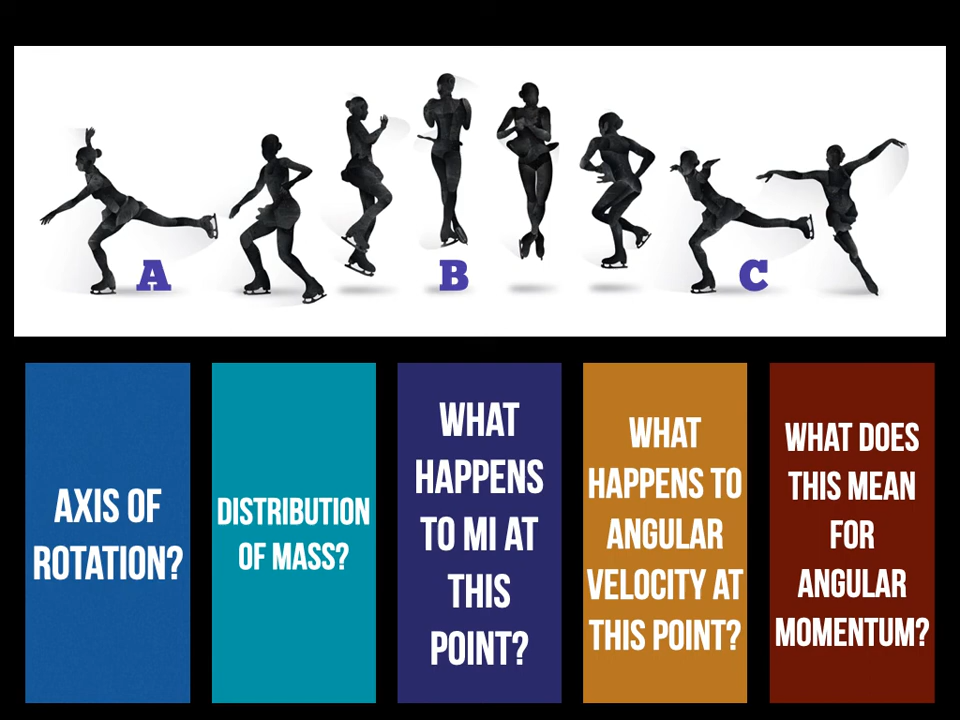 A
B
C
AXIS OF
ROTATION?
DISTRIBUTION
OF MASS?
WHAT
HAPPENS
TO MI AT
THIS
POINT?
WHAT
HAPPENS TO
ANGULAR
VELOCITY AT
THIS POINT?
WHAT DOES
THIS MEAN
FOR
ANGULAR
MOMENTUM?